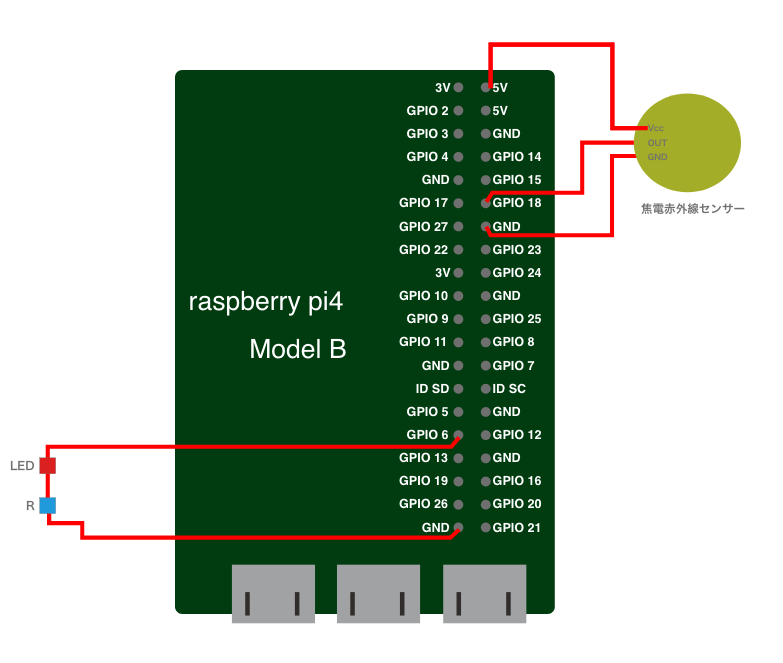 3V 5V
GPIO 2 5V
GPIO 3 GND
GPIO 4 GPIO 14
GND GPIO 15
GPIO 17 GPIO 18
GPIO 27 GND
GPIO 22 GPIO 23
3V GPIO 24
GPIO 10 GND
GPIO 9 GPIO 25
GPIO 11 GPIO 8
GND GPIO 7
ID SD ID SC
GPIO 5 GND
GPIO 6 GPIO 12
GPIO 13 GND
GPIO 19 GPIO 16
GPIO 26 GPIO 20
GND GPIO 21
raspberry pi4
Model B
Vcc
OUT
GND
焦電赤外線センサー
LED
R